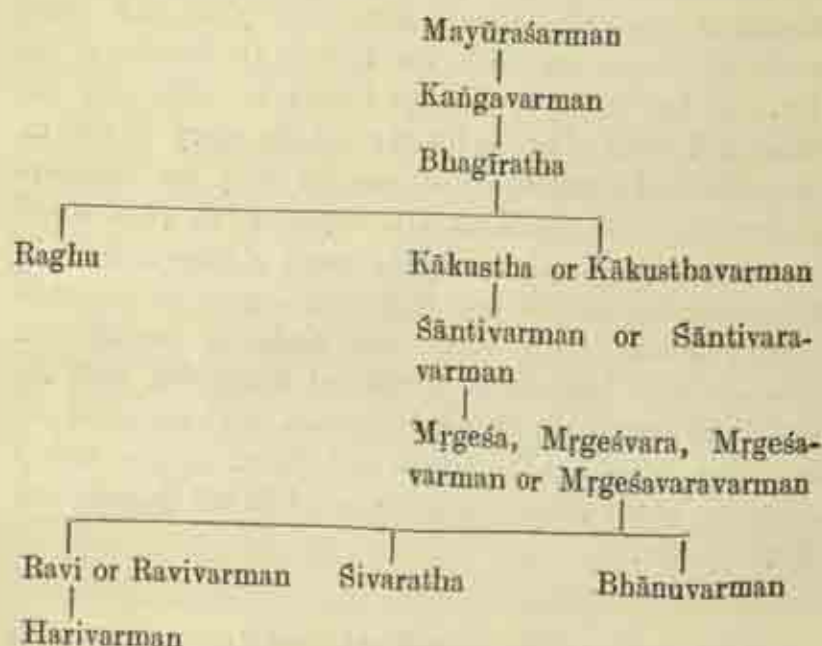 Mayūraśarman
Kaṅgavarman
Bhagīratha
Raghu
Kākustha or Kākusthavarman
Śāntivarman or Śāntivara-
varman
Mṛgeśa, Mṛgeśvara, Mṛgeśa-
varman or Mṛgeśavaravarman
Ravi or Ravivarman
Śivaratha
Bhānuvarman
Harivarman